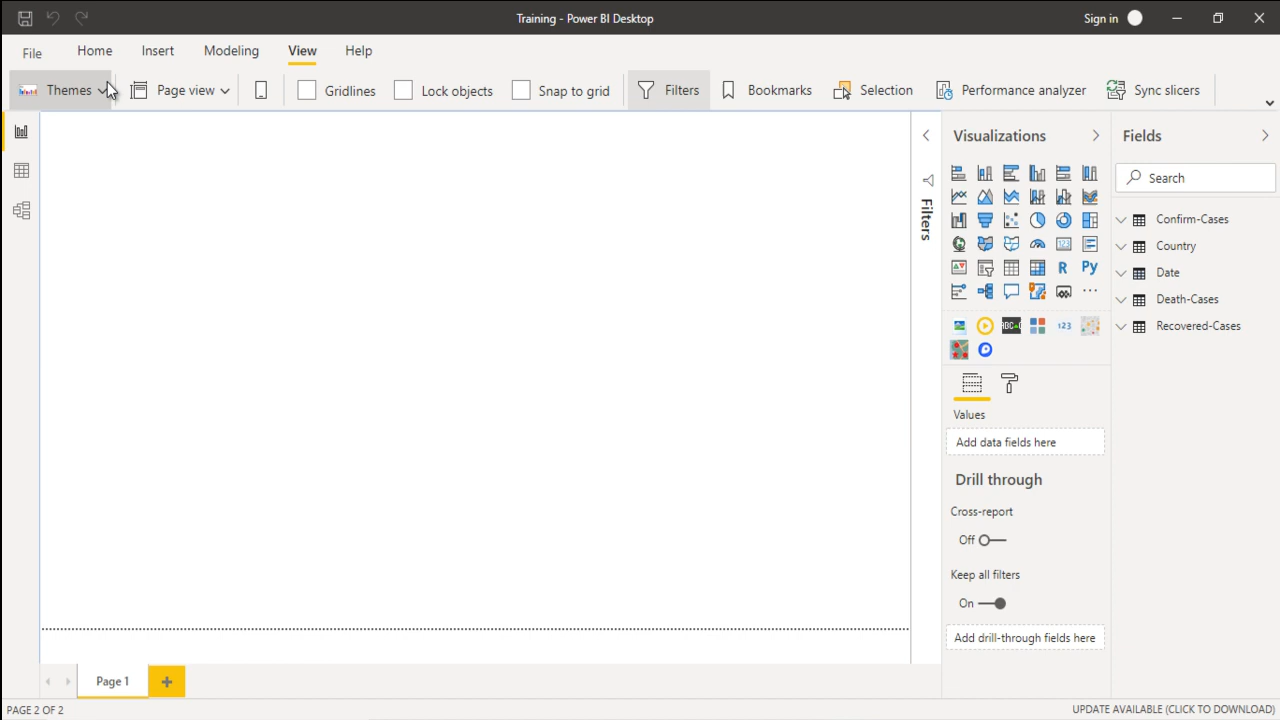 Training - Power BI Desktop
Sign in
File
Home
Insert
Modeling
View
Help
Themes
Page view
Gridlines
Lock objects
Snap to grid
Filters
Bookmarks
Selection
Performance analyzer
Sync slicers
Filters
Visualizations
R
Py
123
ABC
123
Values
Add data fields here
Drill through
Cross-report
Off
Keep all filters
On
Add drill-through fields here
Fields
Search
Confirm-Cases
Country
Date
Death-Cases
Recovered-Cases
Page 1
PAGE 2 OF 2
UPDATE AVAILABLE (CLICK TO DOWNLOAD)